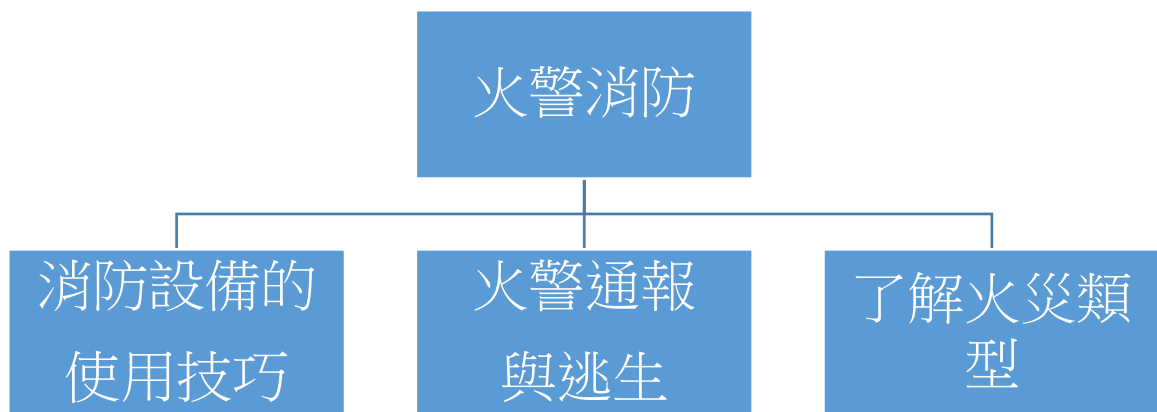 火警消防
消防設備的
使用技巧
火警通報
與逃生
了解火災類
型